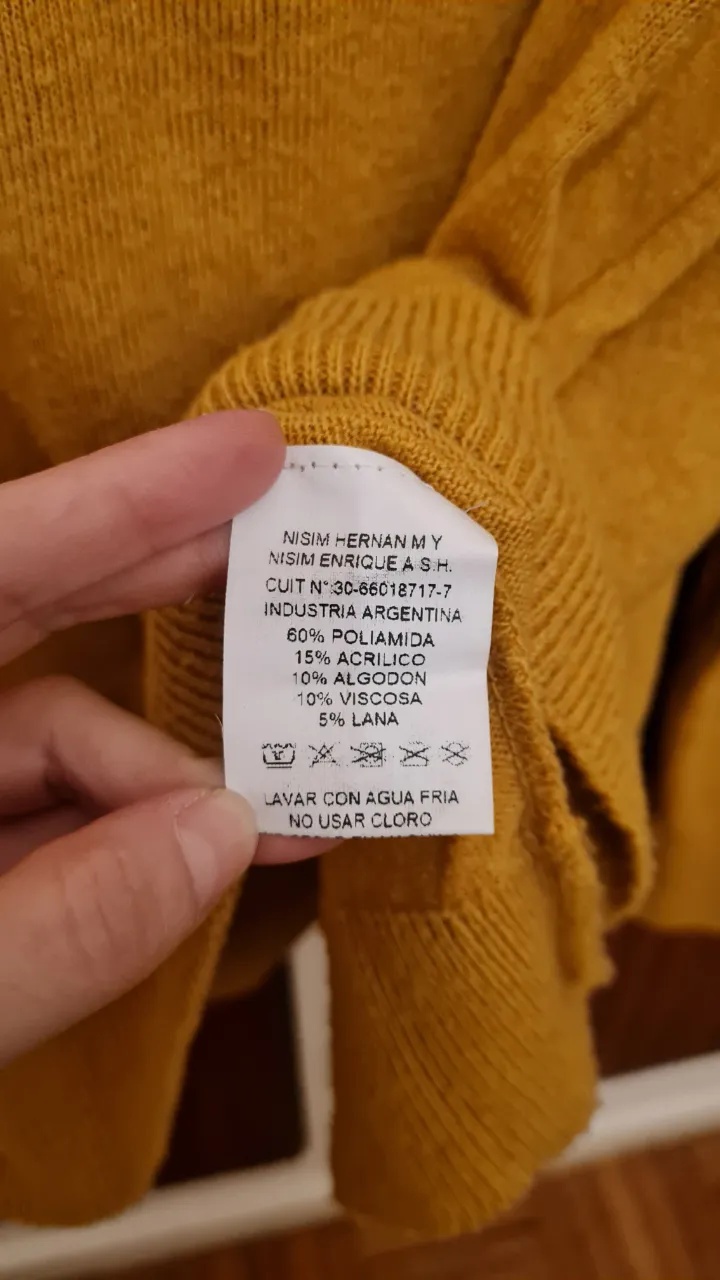 NISIM HERNAN M Y
NISIM ENRIQUE A S.H.
CUIT N° 30-66018717-7
INDUSTRIA ARGENTINA
60% POLIAMIDA
15% ACRILICO
10% ALGODON
10% VISCOSA
5% LANA
LAVAR CON AGUA FRIA
NO USAR CLORO